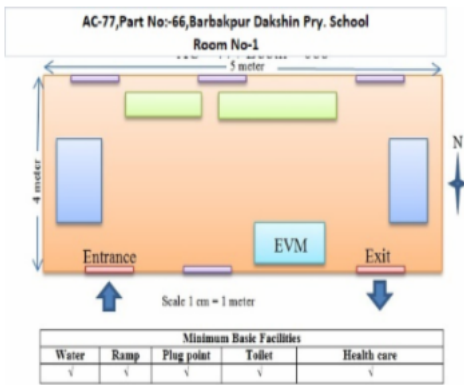 AC-77,Part No:-66,Barbakpur Dakshin Pry. School
Room No-1
5 meter
N
4 meter
EVM
Entrance
Exit
Scale 1 cm = 1 meter
Minimum Basic Facilities
Water Ramp Plug point Toilet Health care
√ √ √ √ √